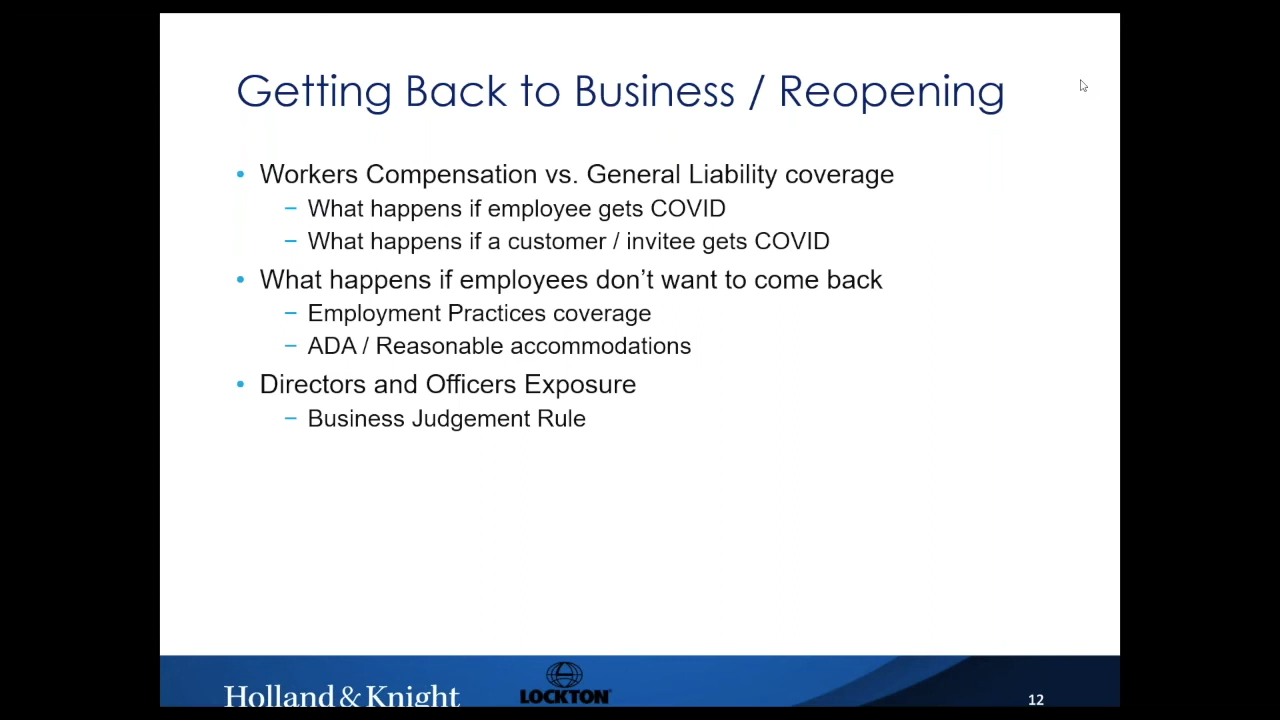 Getting Back to Business / Reopening
• Workers Compensation vs. General Liability coverage
− What happens if employee gets COVID
− What happens if a customer / invitee gets COVID
• What happens if employees don’t want to come back
− Employment Practices coverage
− ADA / Reasonable accommodations
• Directors and Officers Exposure
− Business Judgement Rule
Holland & Knight
LOCKTON
12